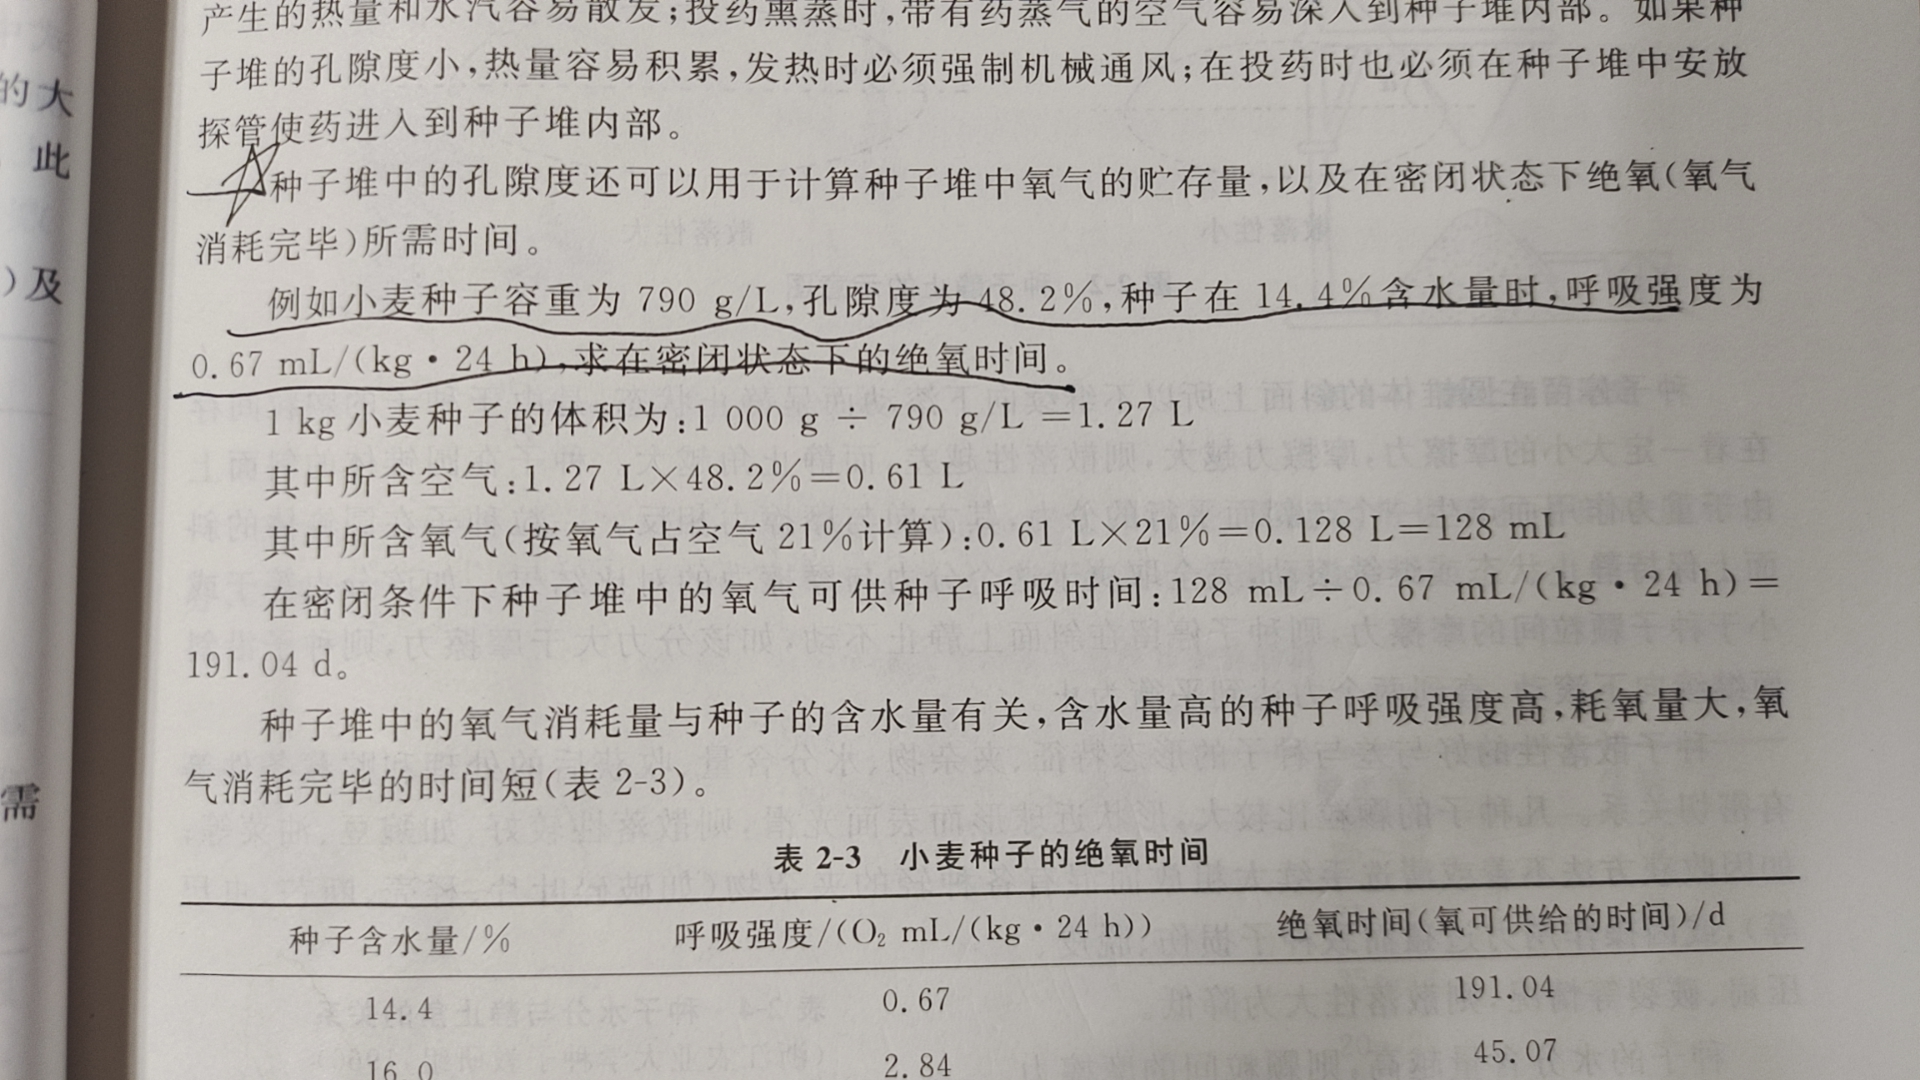 产生的热量和水汽容易散发;投药熏蒸时,带有药蒸气的空气容易深入到种子堆内部。如果种
子堆的孔隙度小,热量容易积累,发热时必须强制机械通风;在投药时也必须在种子堆中安放
探管使药进入到种子堆内部。
种子堆中的孔隙度还可以用于计算种子堆中氧气的贮存量,以及在密闭状态下绝氧(氧气
消耗完毕)所需时间。
例如小麦种子容重为 790 g/L,孔隙度为 48.2%,种子在 14.4%含水量时,呼吸强度为
0.67 mL/(kg·24 h),求在密闭状态下的绝氧时间。
1 kg 小麦种子的体积为:1 000 g ÷ 790 g/L =1.27 L
其中所含空气:1.27 L×48.2%=0.61 L
其中所含氧气(按氧气占空气 21%计算):0.61 L×21%=0.128 L=128 mL
在密闭条件下种子堆中的氧气可供种子呼吸时间:128 mL÷0.67 mL/(kg·24 h)=
191.04 d。
种子堆中的氧气消耗量与种子的含水量有关,含水量高的种子呼吸强度高,耗氧量大,氧
气消耗完毕的时间短(表 2-3)。
表 2-3 小麦种子的绝氧时间
种子含水量/% 呼吸强度/(O₂ mL/(kg·24 h)) 绝氧时间(氧可供给的时间)/d
14.4 0.67 191.04
16.0 2.84 45.07
的大
此
)及
需